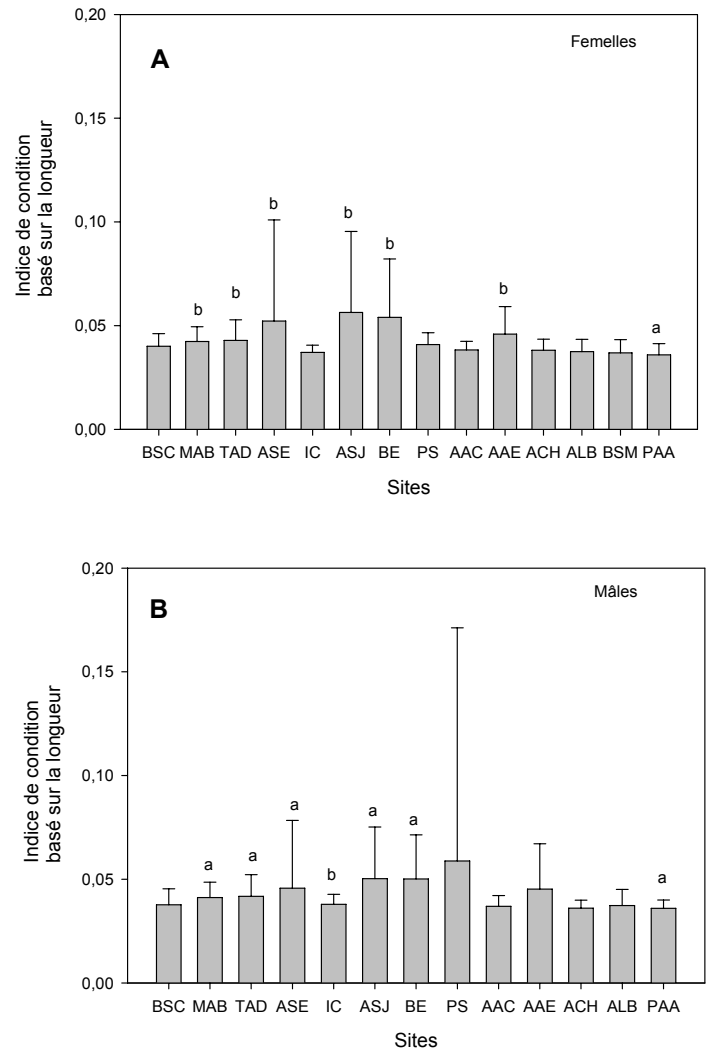 A
Femelles
Indice de condition
basé sur la longueur
0,20
0,15
0,10
0,05
0,00
b b b b b b a
BSC MAB TAD ASE IC ASJ BE PS AAC AAE ACH ALB BSM PAA
Sites
B
Mâles
Indice de condition
basé sur la longueur
0,20
0,15
0,10
0,05
0,00
a a a b a a a
BSC MAB TAD ASE IC ASJ BE PS AAC AAE ACH ALB PAA
Sites